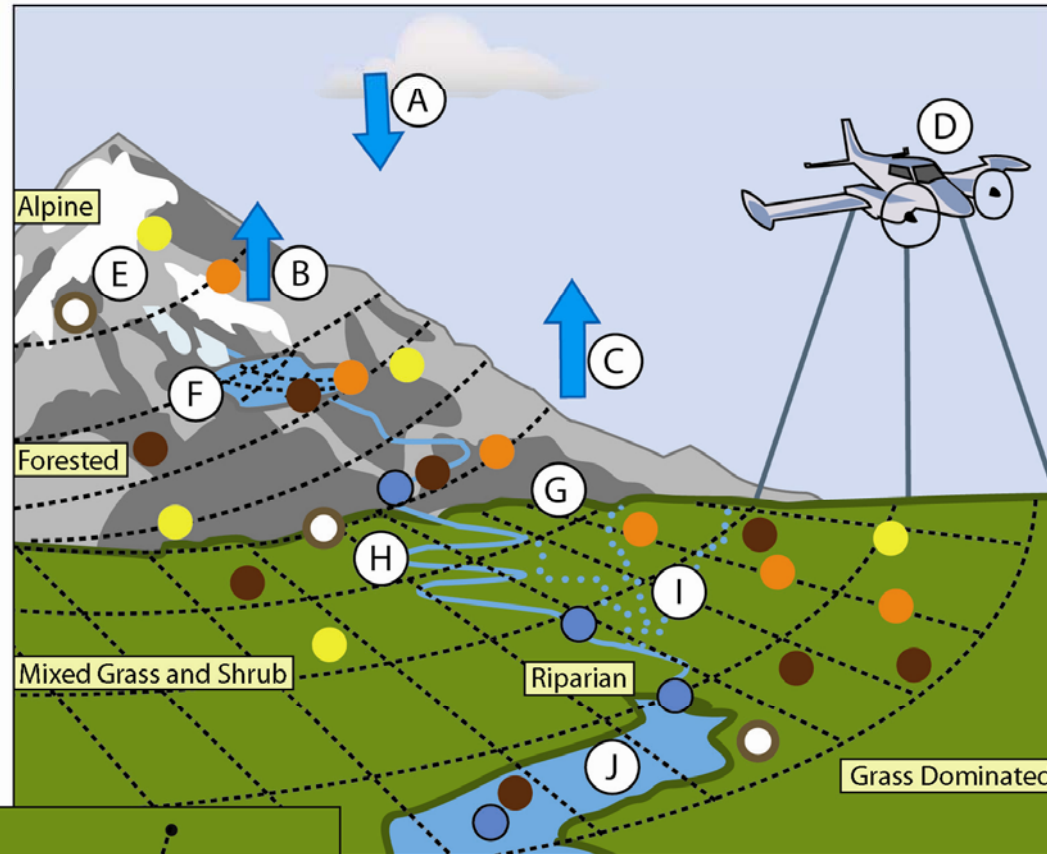 A
D
Alpine
E
B
C
F
Forested
G
H
I
Mixed Grass and Shrub
Riparian
J
Grass Dominated